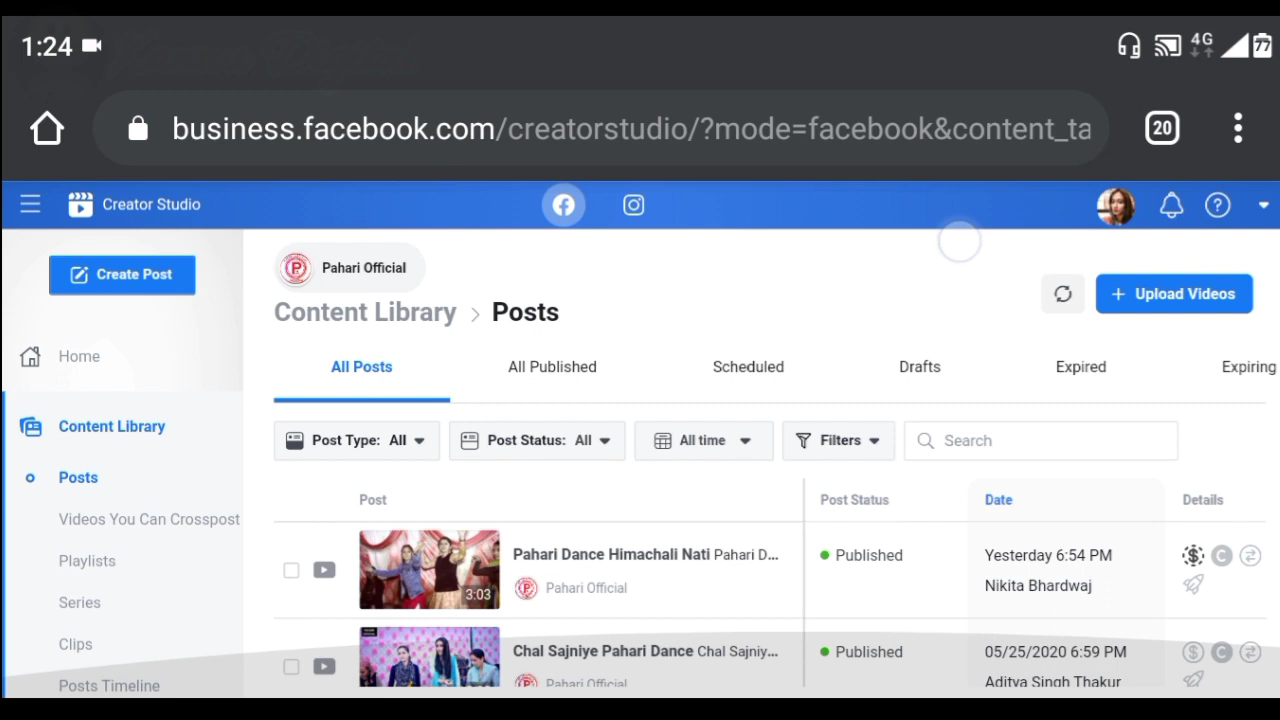 1:24
4G
77
business.facebook.com/creatorstudio/?mode=facebook&content_ta
20
Creator Studio
Create Post
Pahari Official
Content Library > Posts
+ Upload Videos
Home
All Posts All Published Scheduled Drafts Expired Expiring
Content Library
Post Type: All Post Status: All All time Filters Search
Posts
Post Post Status Date Details
Videos You Can Crosspost
Playlists
3:03
Pahari Dance Himachali Nati Pahari D...
Pahari Official
Published
Yesterday 6:54 PM
Nikita Bhardwaj
Series
Clips
Chal Sajniye Pahari Dance Chal Sajniy...
Pahari Official
Published
05/25/2020 6:59 PM
Aditya Singh Thakur
Posts Timeline